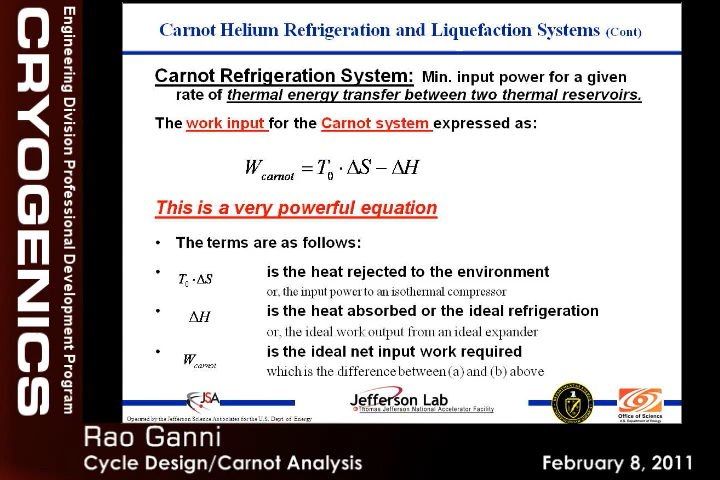 Carnot Helium Refrigeration and Liquefaction Systems (Cont)
Carnot Refrigeration System: Min. input power for a given
rate of thermal energy transfer between two thermal reservoirs.
The work input for the Carnot system expressed as:
W_carnot = T_0 · ΔS − ΔH
This is a very powerful equation
• The terms are as follows:
• T_0 · ΔS is the heat rejected to the environment
or, the input power to an isothermal compressor
• ΔH is the heat absorbed or the ideal refrigeration
or, the ideal work output from an ideal expander
• W_carnot is the ideal net input work required
which is the difference between (a) and (b) above
JSA
Jefferson Lab
Thomas Jefferson National Accelerator Facility
Office of Science
U.S. Department of Energy
Operated by the Jefferson Science Associates for the U.S. Dept. of Energy
CRYOGENICS
Engineering Division Professional Development Program
Rao Ganni
Cycle Design/Carnot Analysis
February 8, 2011